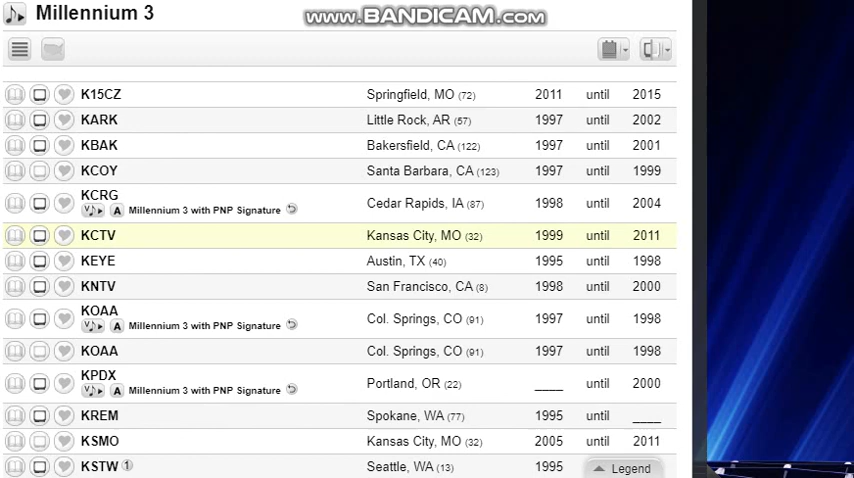 Millennium 3
www.BANDICAM.com
K15CZ Springfield, MO (72) 2011 until 2015
KARK Little Rock, AR (57) 1997 until 2002
KBAK Bakersfield, CA (122) 1997 until 2001
KCOY Santa Barbara, CA (123) 1997 until 1999
KCRG Cedar Rapids, IA (87) 1998 until 2004
V A Millennium 3 with PNP Signature
KCTV Kansas City, MO (32) 1999 until 2011
KEYE Austin, TX (40) 1995 until 1998
KNTV San Francisco, CA (8) 1998 until 2000
KOAA Col. Springs, CO (91) 1997 until 1998
V A Millennium 3 with PNP Signature
KOAA Col. Springs, CO (91) 1997 until 1998
KPDX Portland, OR (22) ____ until 2000
V A Millennium 3 with PNP Signature
KREM Spokane, WA (77) 1995 until ____
KSMO Kansas City, MO (32) 2005 until 2011
KSTW 1 Seattle, WA (13) 1995
Legend